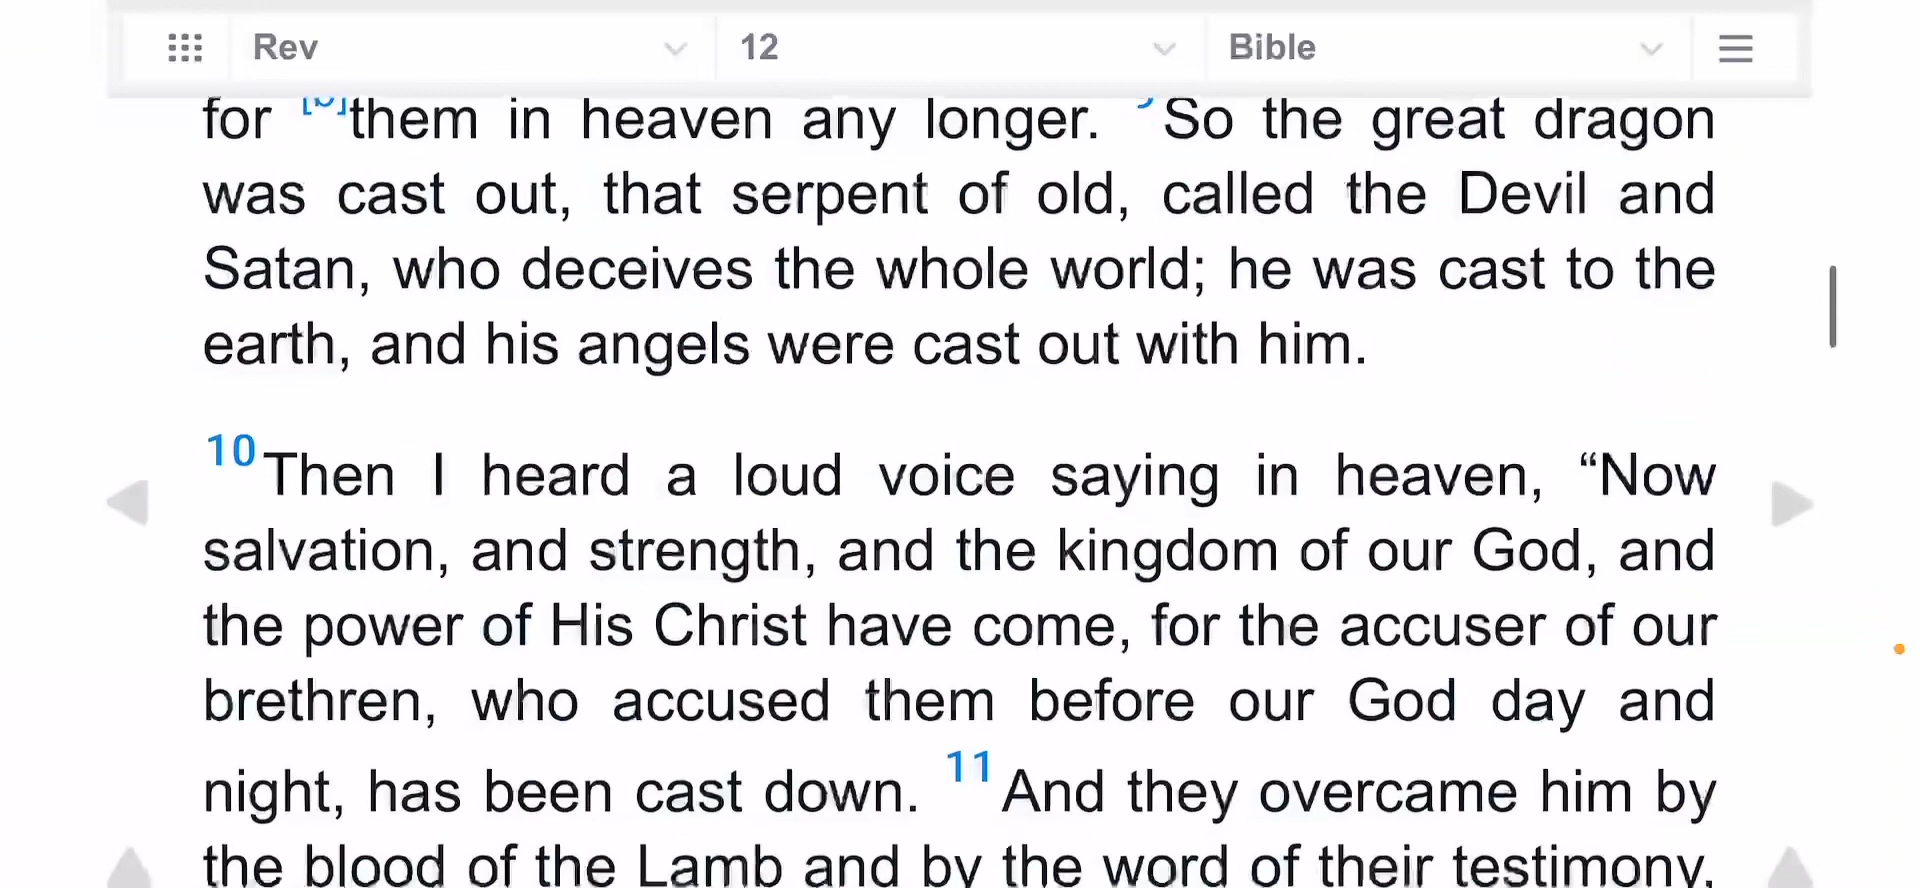 Rev 12 Bible
for them in heaven any longer. So the great dragon
was cast out, that serpent of old, called the Devil and
Satan, who deceives the whole world; he was cast to the
earth, and his angels were cast out with him.
10 Then I heard a loud voice saying in heaven, “Now
salvation, and strength, and the kingdom of our God, and
the power of His Christ have come, for the accuser of our
brethren, who accused them before our God day and
night, has been cast down. 11 And they overcame him by
the blood of the Lamb and by the word of their testimony,